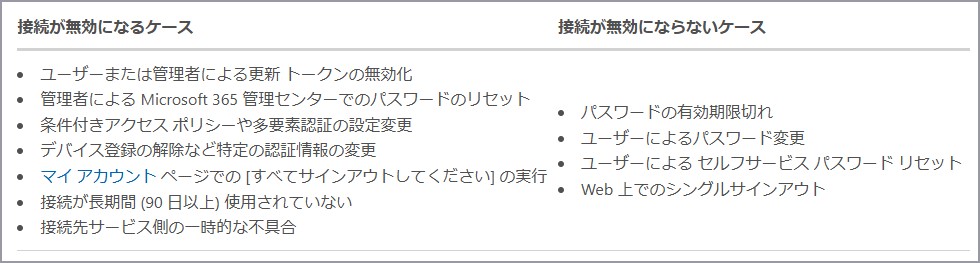 接続が無効になるケース
接続が無効にならないケース
• ユーザーまたは管理者による更新 トークンの無効化
• 管理者による Microsoft 365 管理センターでのパスワードのリセット
• 条件付きアクセス ポリシーや多要素認証の設定変更
• デバイス登録の解除など特定の認証情報の変更
• マイ アカウント ページでの [すべてサインアウトしてください] の実行
• 接続が長期間 (90 日以上) 使用されていない
• 接続先サービス側の一時的な不具合
• パスワードの有効期限切れ
• ユーザーによるパスワード変更
• ユーザーによる セルフサービス パスワード リセット
• Web 上でのシングルサインアウト